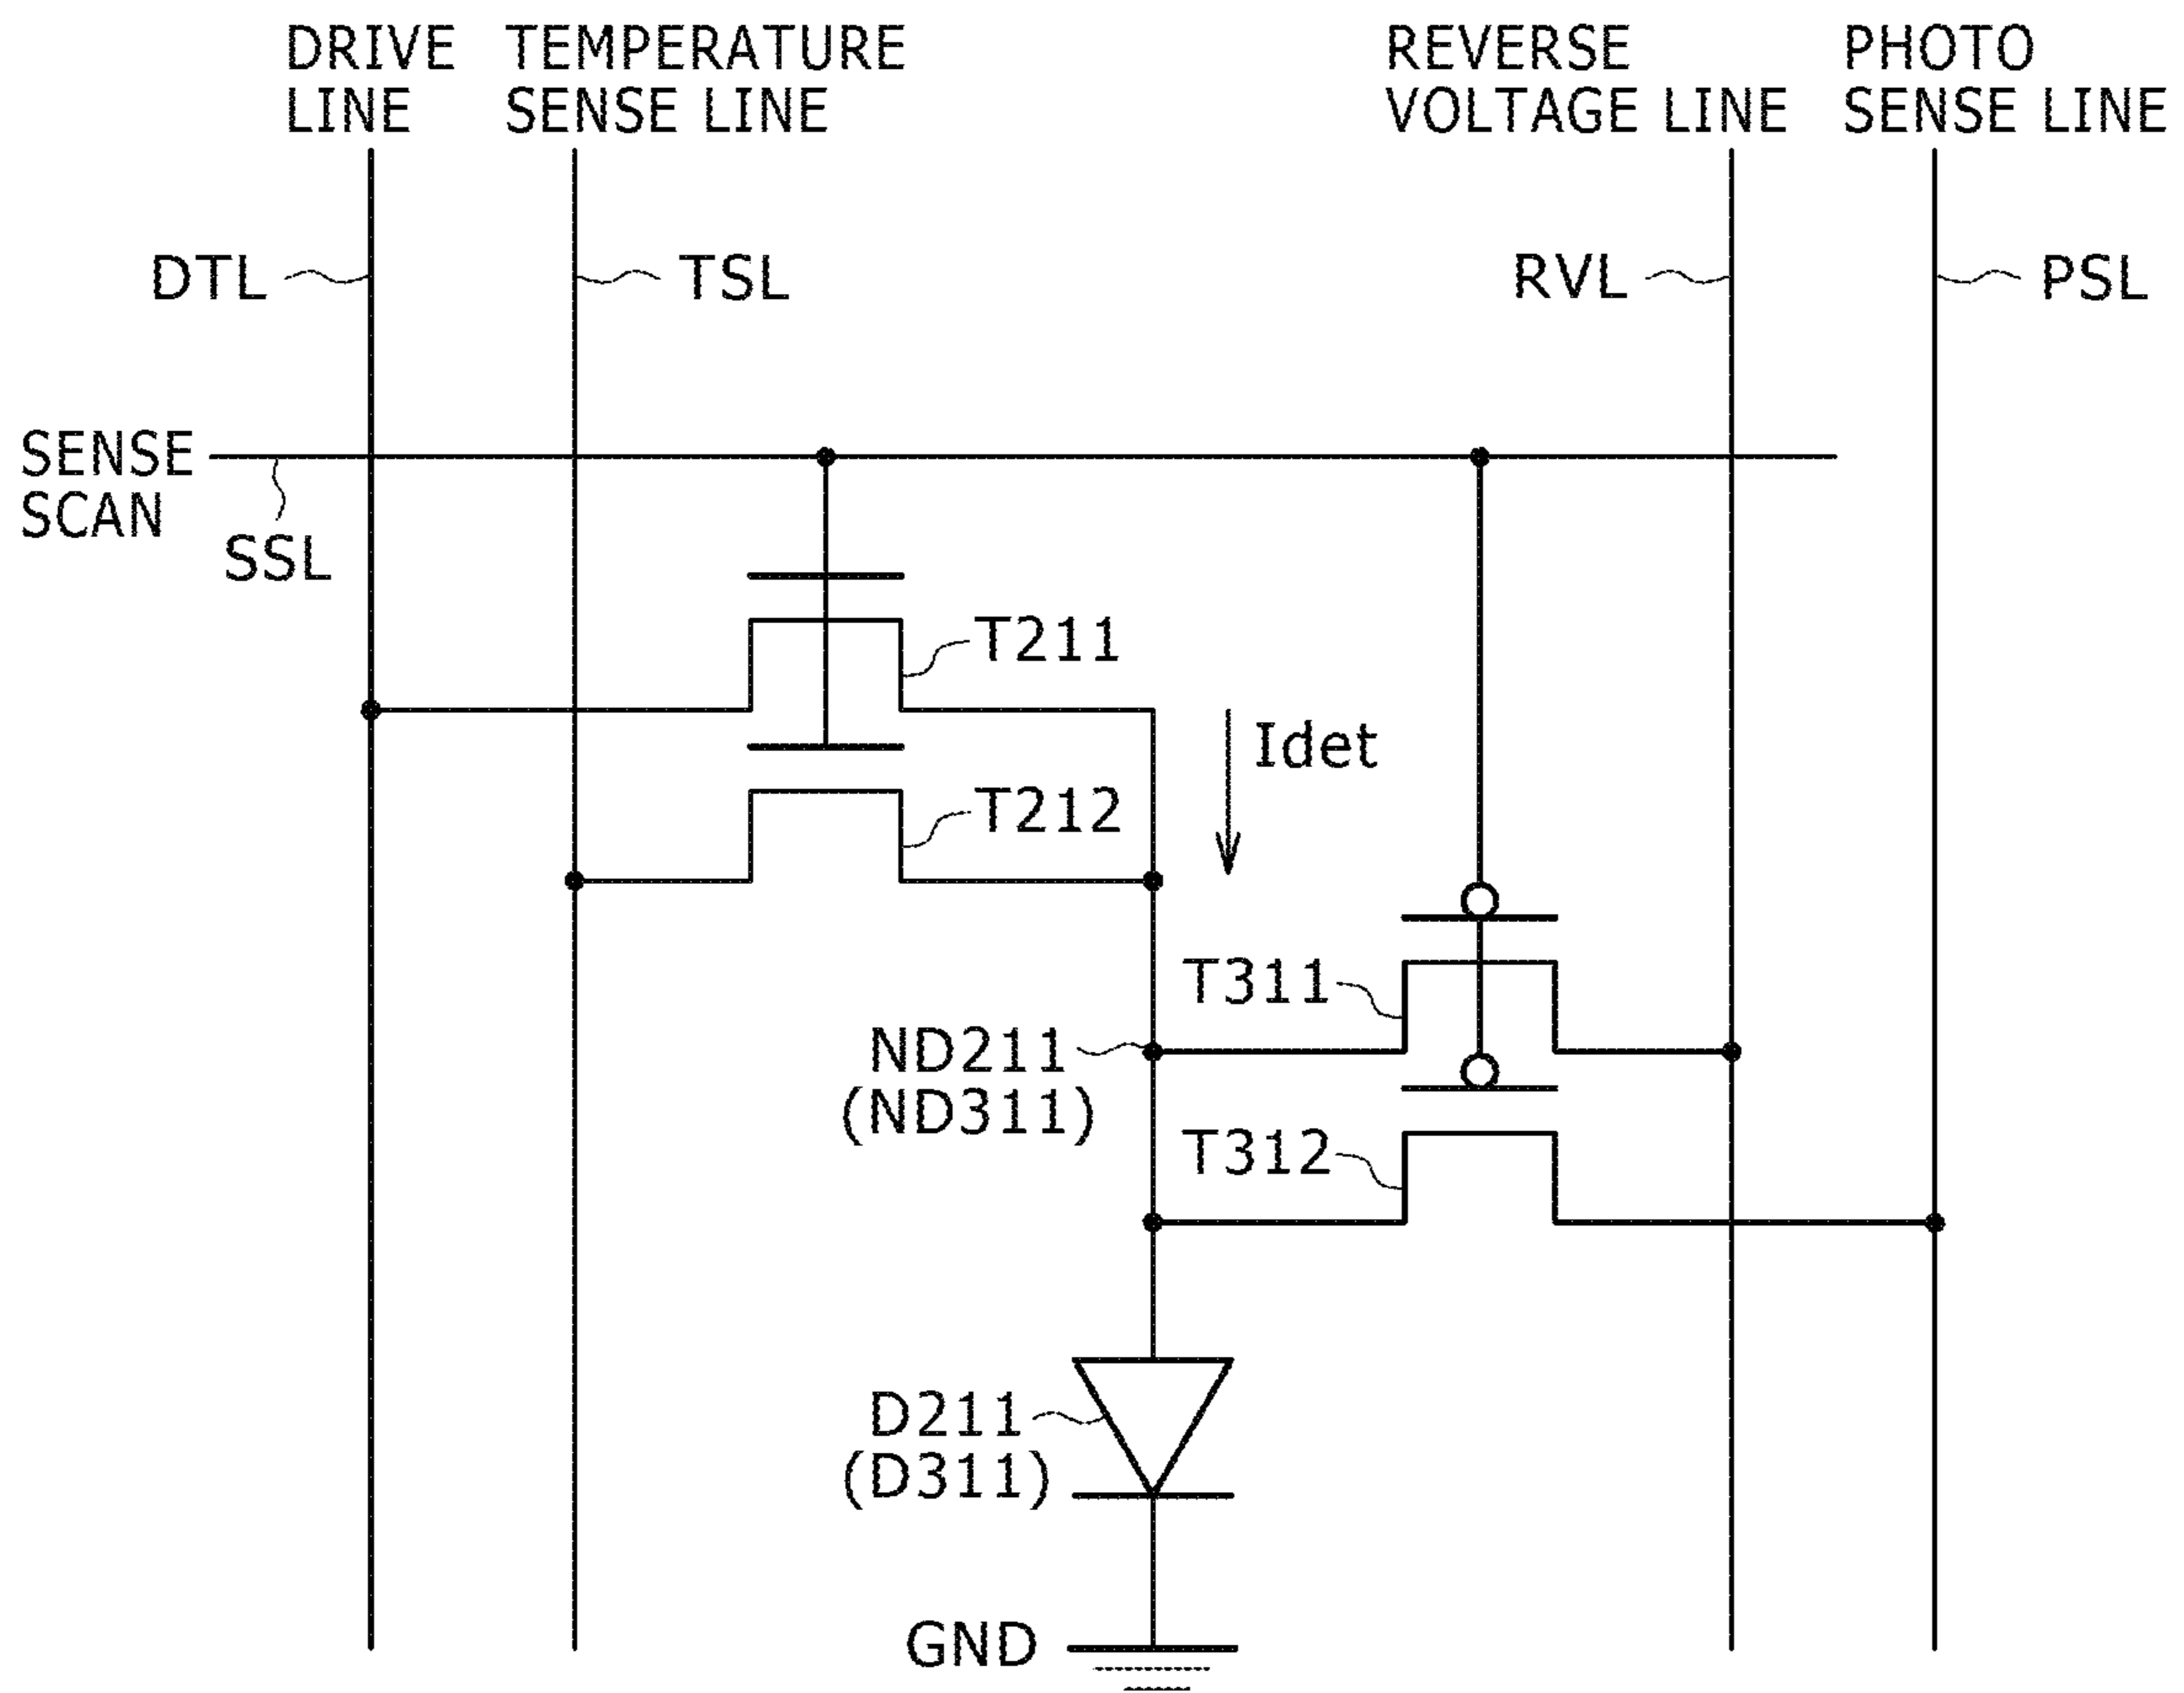 DRIVE
LINE
TEMPERATURE
SENSE LINE
REVERSE
VOLTAGE LINE
PHOTO
SENSE LINE
DTL
TSL
RVL
PSL
SENSE
SCAN
SSL
T211
Idet
T212
T311
ND211
(ND311)
T312
D211
(D311)
GND